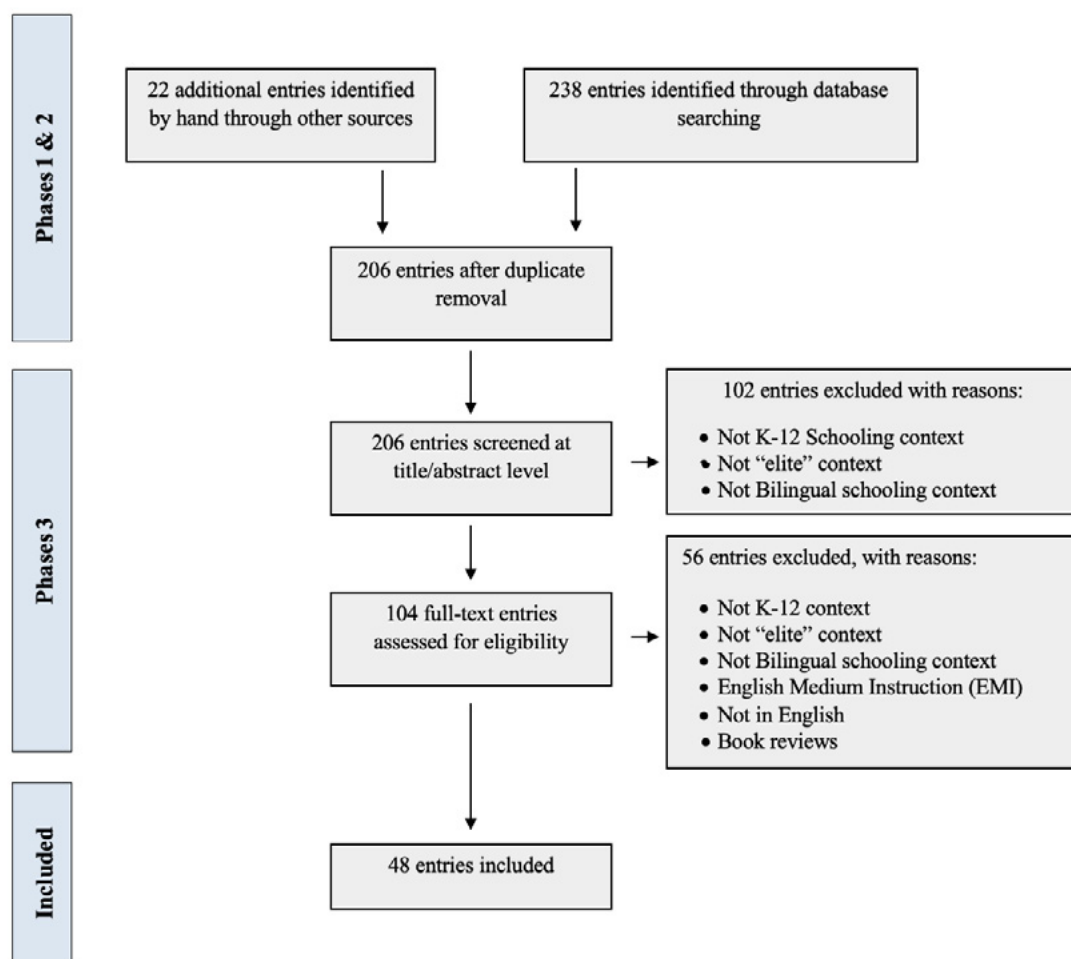 Phases 1 & 2
22 additional entries identified
by hand through other sources
238 entries identified through database
searching
206 entries after duplicate
removal
Phases 3
206 entries screened at
title/abstract level
102 entries excluded with reasons:
• Not K-12 Schooling context
• Not “elite” context
• Not Bilingual schooling context
104 full-text entries
assessed for eligibility
56 entries excluded, with reasons:
• Not K-12 context
• Not “elite” context
• Not Bilingual schooling context
• English Medium Instruction (EMI)
• Not in English
• Book reviews
Included
48 entries included